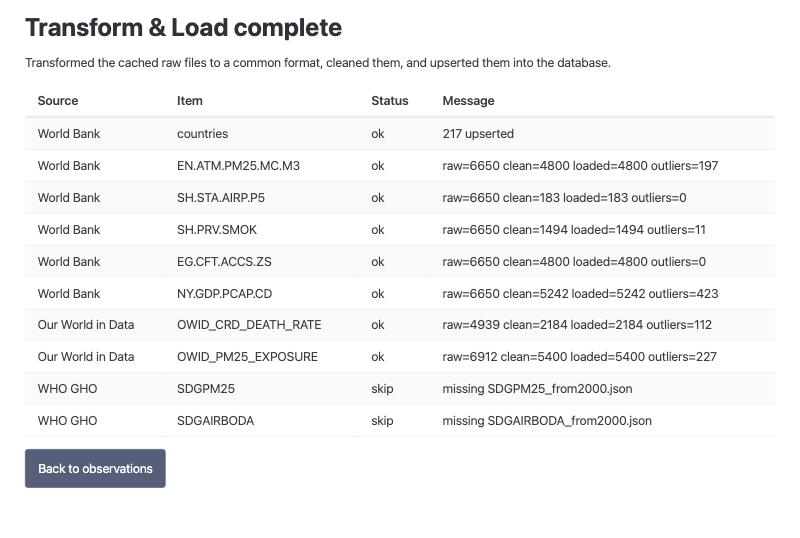 Transform & Load complete
Transformed the cached raw files to a common format, cleaned them, and upserted them into the database.
Source Item Status Message
World Bank countries ok 217 upserted
World Bank EN.ATM.PM25.MC.M3 ok raw=6650 clean=4800 loaded=4800 outliers=197
World Bank SH.STA.AIRP.P5 ok raw=6650 clean=183 loaded=183 outliers=0
World Bank SH.PRV.SMOK ok raw=6650 clean=1494 loaded=1494 outliers=11
World Bank EG.CFT.ACCS.ZS ok raw=6650 clean=4800 loaded=4800 outliers=0
World Bank NY.GDP.PCAP.CD ok raw=6650 clean=5242 loaded=5242 outliers=423
Our World in Data OWID_CRD_DEATH_RATE ok raw=4939 clean=2184 loaded=2184 outliers=112
Our World in Data OWID_PM25_EXPOSURE ok raw=6912 clean=5400 loaded=5400 outliers=227
WHO GHO SDGPM25 skip missing SDGPM25_from2000.json
WHO GHO SDGAIRBODA skip missing SDGAIRBODA_from2000.json
Back to observations